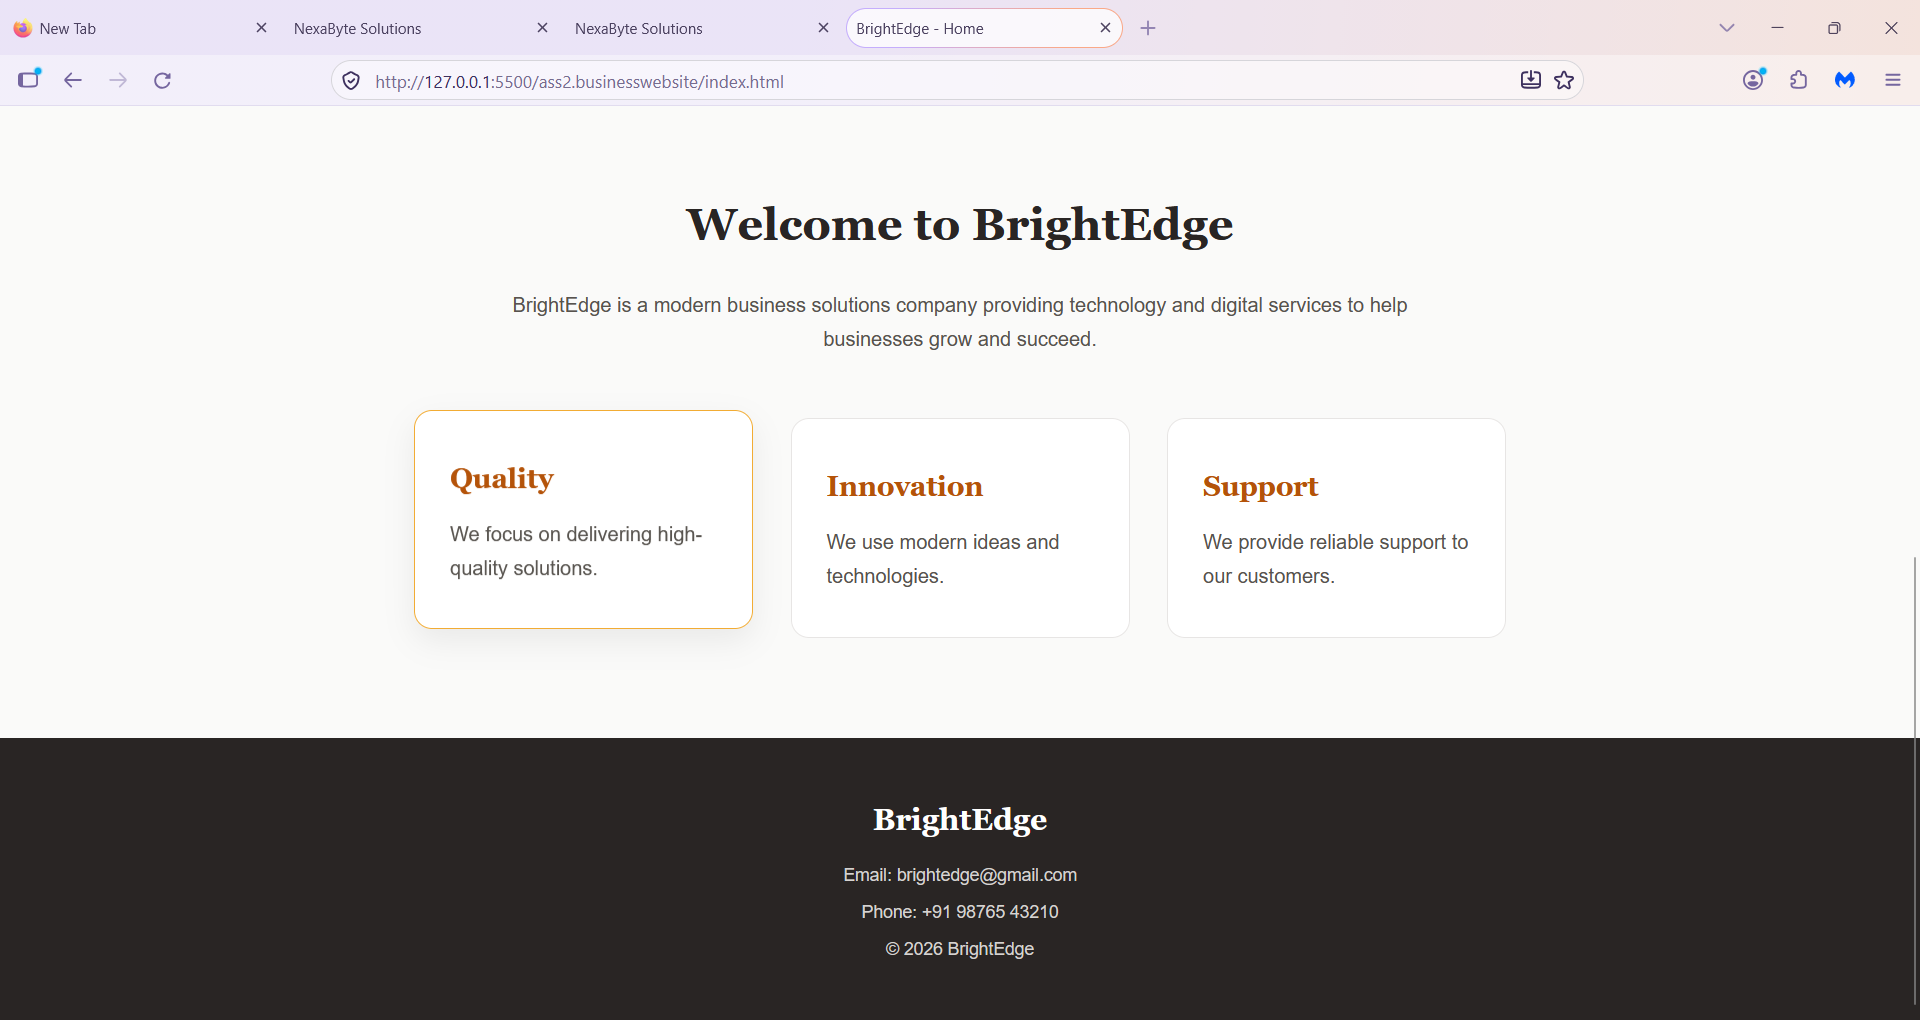 New Tab
NexaByte Solutions
NexaByte Solutions
BrightEdge - Home
http://127.0.0.1:5500/ass2.businesswebsite/index.html
Welcome to BrightEdge
BrightEdge is a modern business solutions company providing technology and digital services to help
businesses grow and succeed.
Quality
We focus on delivering high-
quality solutions.
Innovation
We use modern ideas and
technologies.
Support
We provide reliable support to
our customers.
BrightEdge
Email: brightedge@gmail.com
Phone: +91 98765 43210
© 2026 BrightEdge